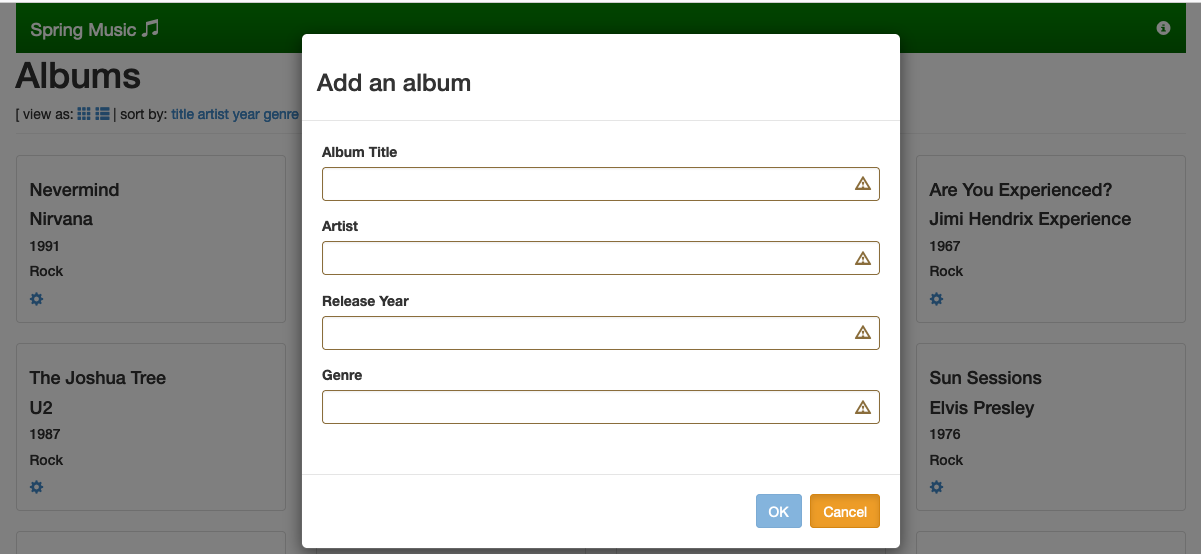 Spring Music
Albums
[ view as: | sort by: title artist year genre
Nevermind
Nirvana
1991
Rock
The Joshua Tree
U2
1987
Rock
Add an album
Album Title
Artist
Release Year
Genre
OK Cancel
Are You Experienced?
Jimi Hendrix Experience
1967
Rock
Sun Sessions
Elvis Presley
1976
Rock